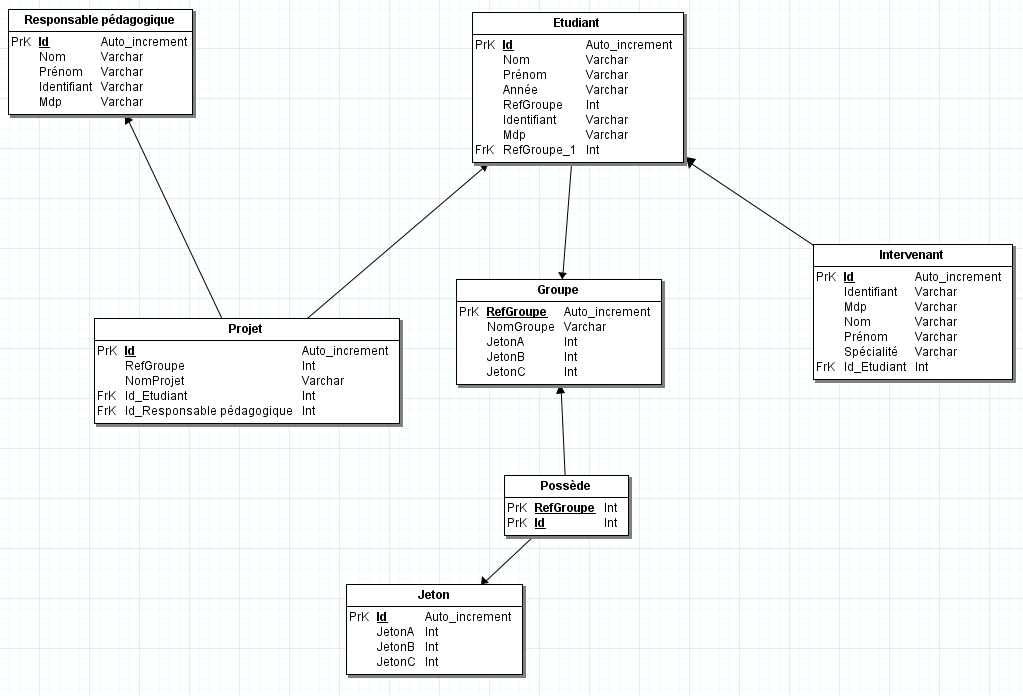 Responsable pédagogique
PrK Id Auto_increment
Nom Varchar
Prénom Varchar
Identifiant Varchar
Mdp Varchar
Etudiant
PrK Id Auto_increment
Nom Varchar
Prénom Varchar
Année Varchar
RefGroupe Int
Identifiant Varchar
Mdp Varchar
FrK RefGroupe_1 Int
Intervenant
PrK Id Auto_increment
Identifiant Varchar
Mdp Varchar
Nom Varchar
Prénom Varchar
Spécialité Varchar
FrK Id_Etudiant Int
Groupe
PrK RefGroupe Auto_increment
NomGroupe Varchar
JetonA Int
JetonB Int
JetonC Int
Projet
PrK Id Auto_increment
RefGroupe Int
NomProjet Varchar
FrK Id_Etudiant Int
FrK Id_Responsable pédagogique Int
Possède
PrK RefGroupe Int
PrK Id Int
Jeton
PrK Id Auto_increment
JetonA Int
JetonB Int
JetonC Int